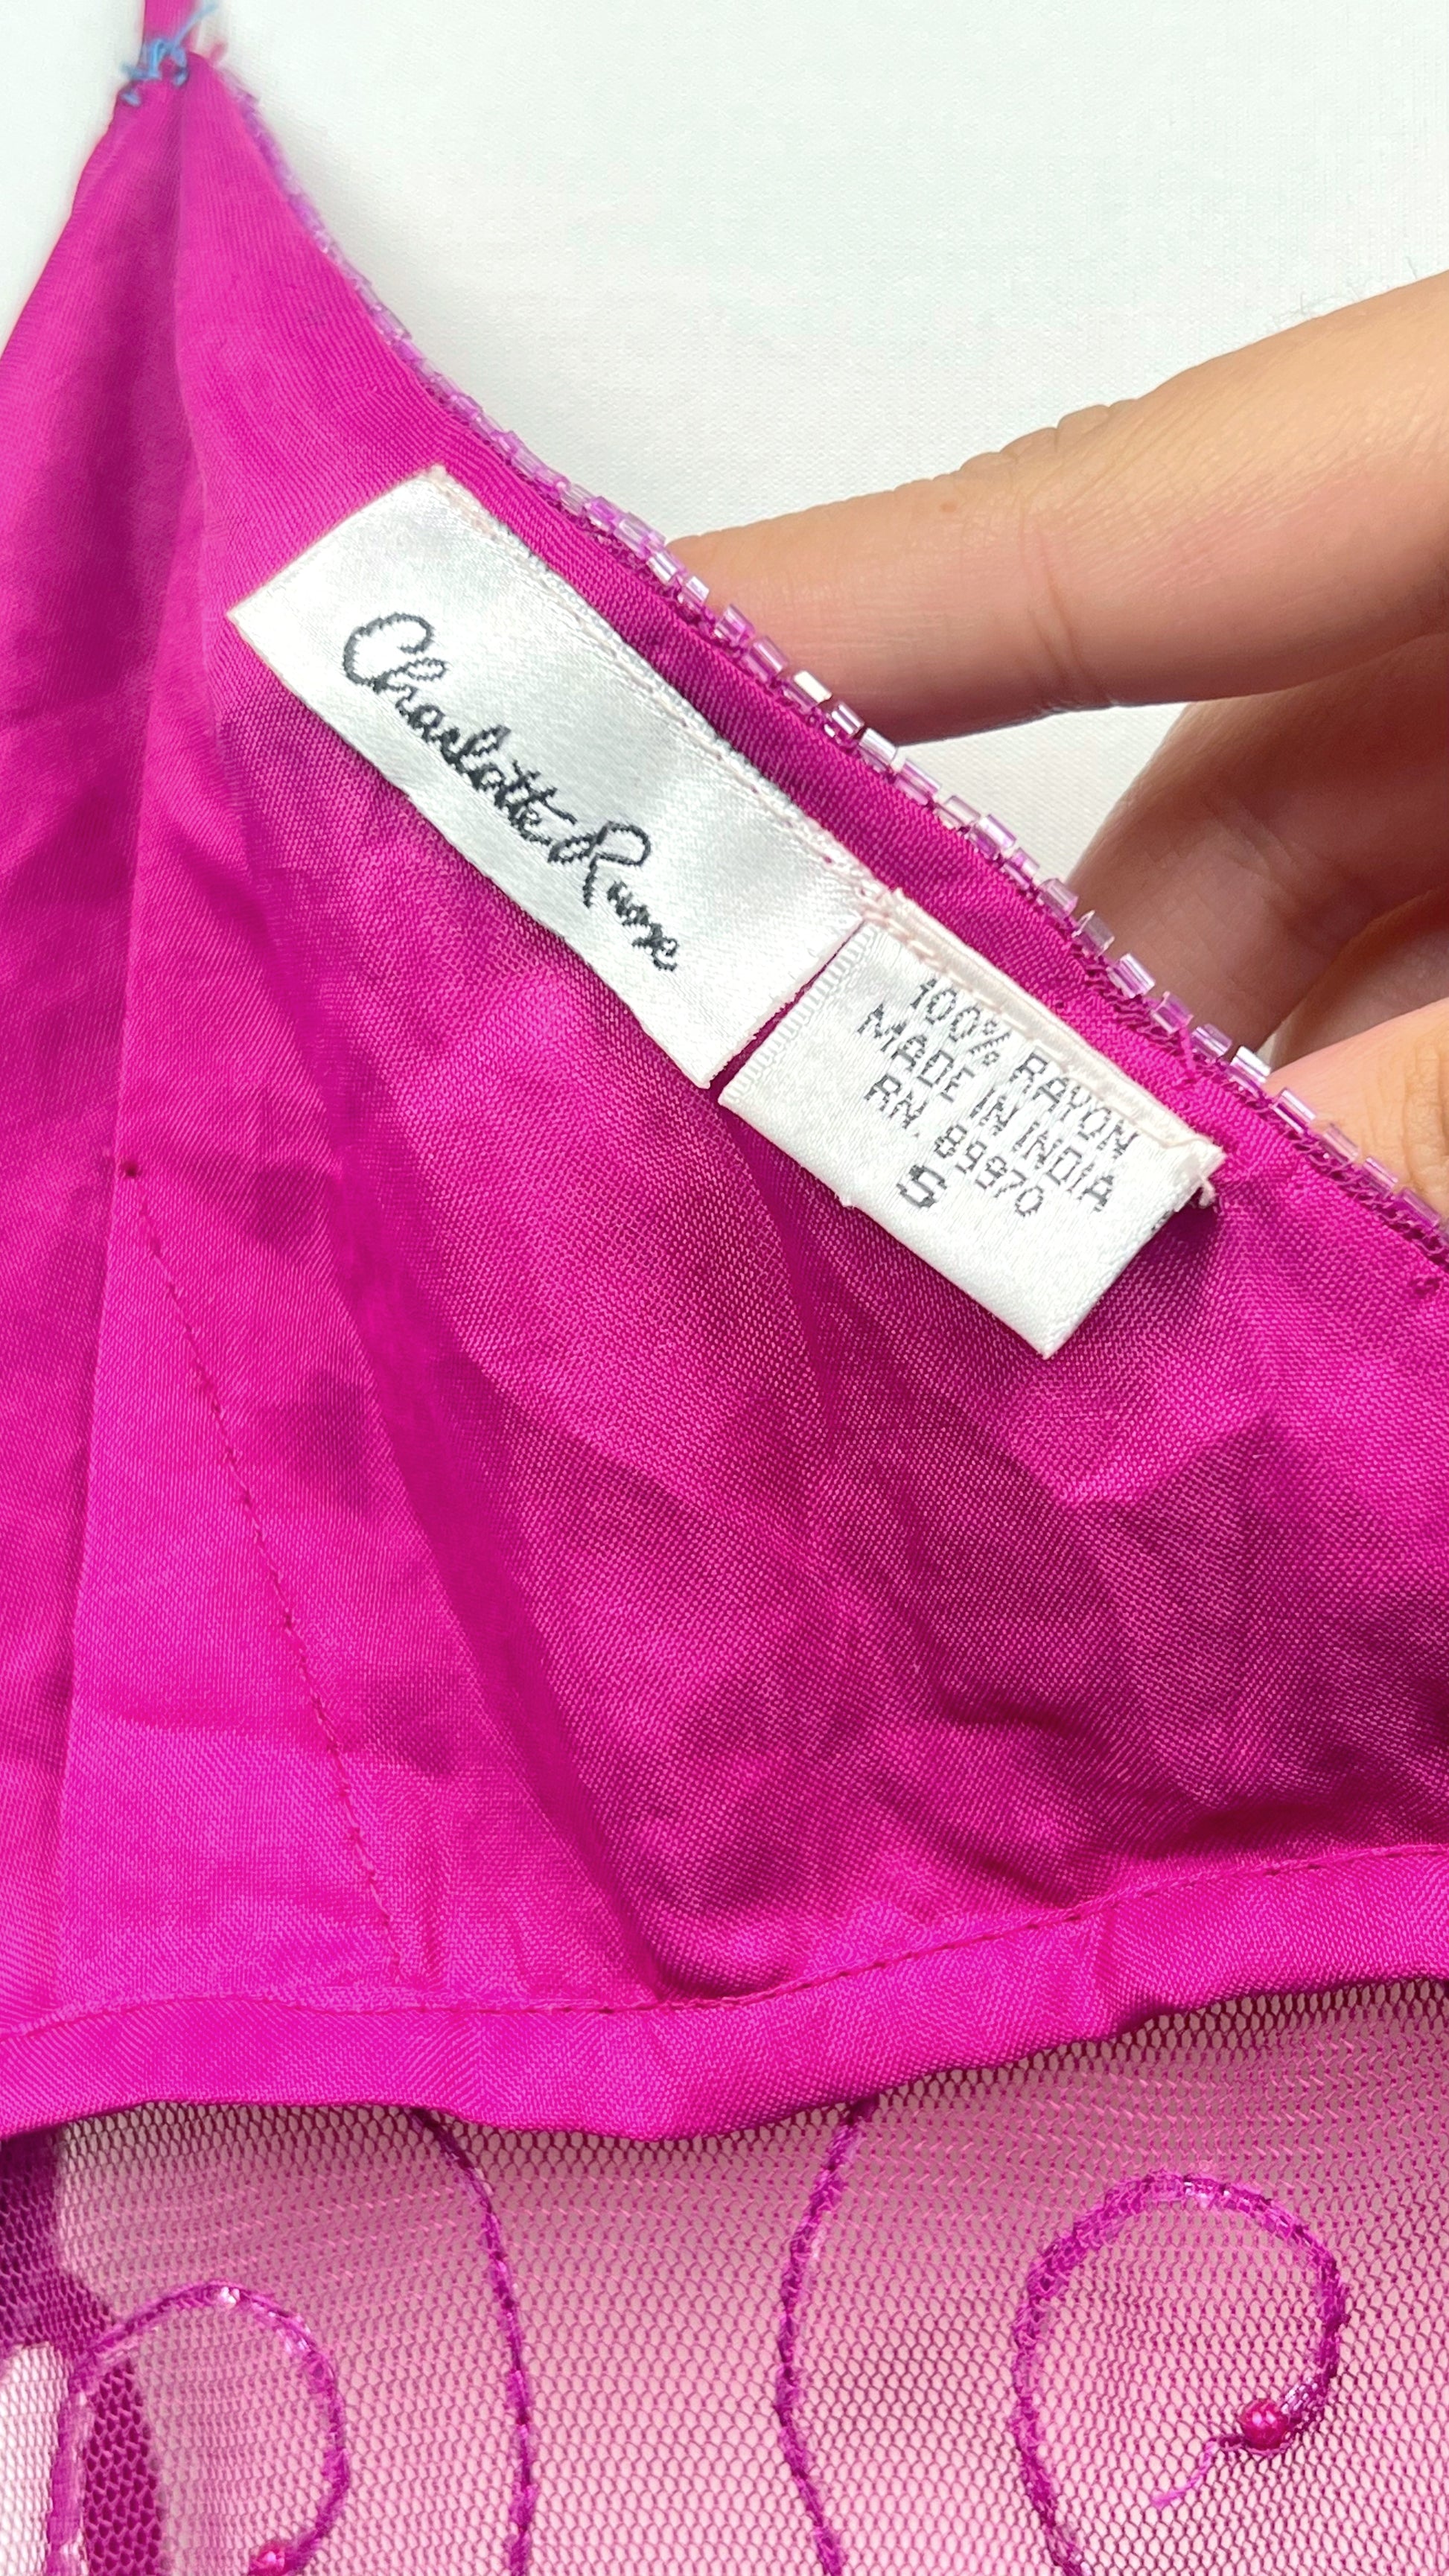 Charlotte Russe
100% RAYON
MADE IN INDIA
RN. 89970
S